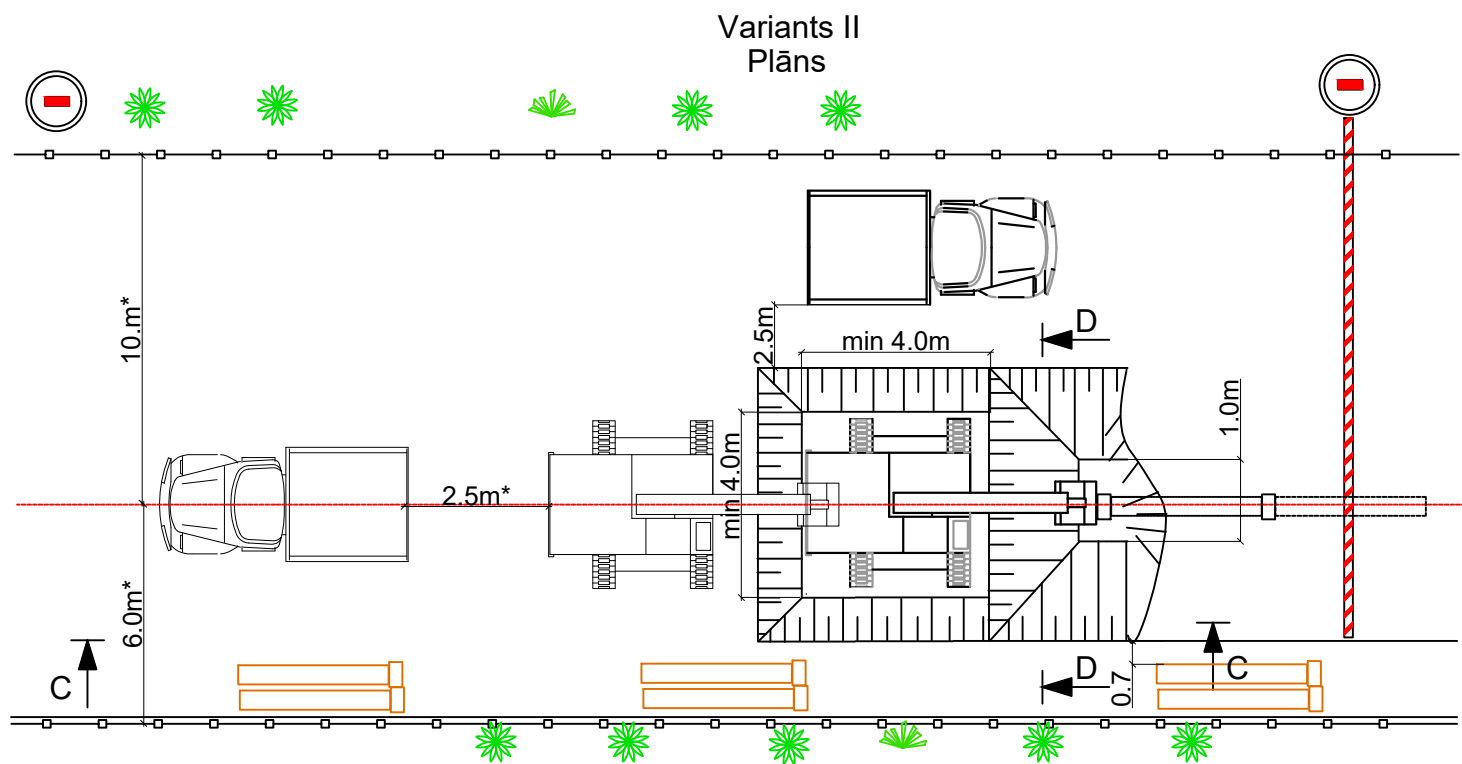 Variants II
Plāns
10.m*
2.5m
min 4.0m
D
1.0m
2.5m*
min 4.0m
6.0m*
C
D
0.7
C